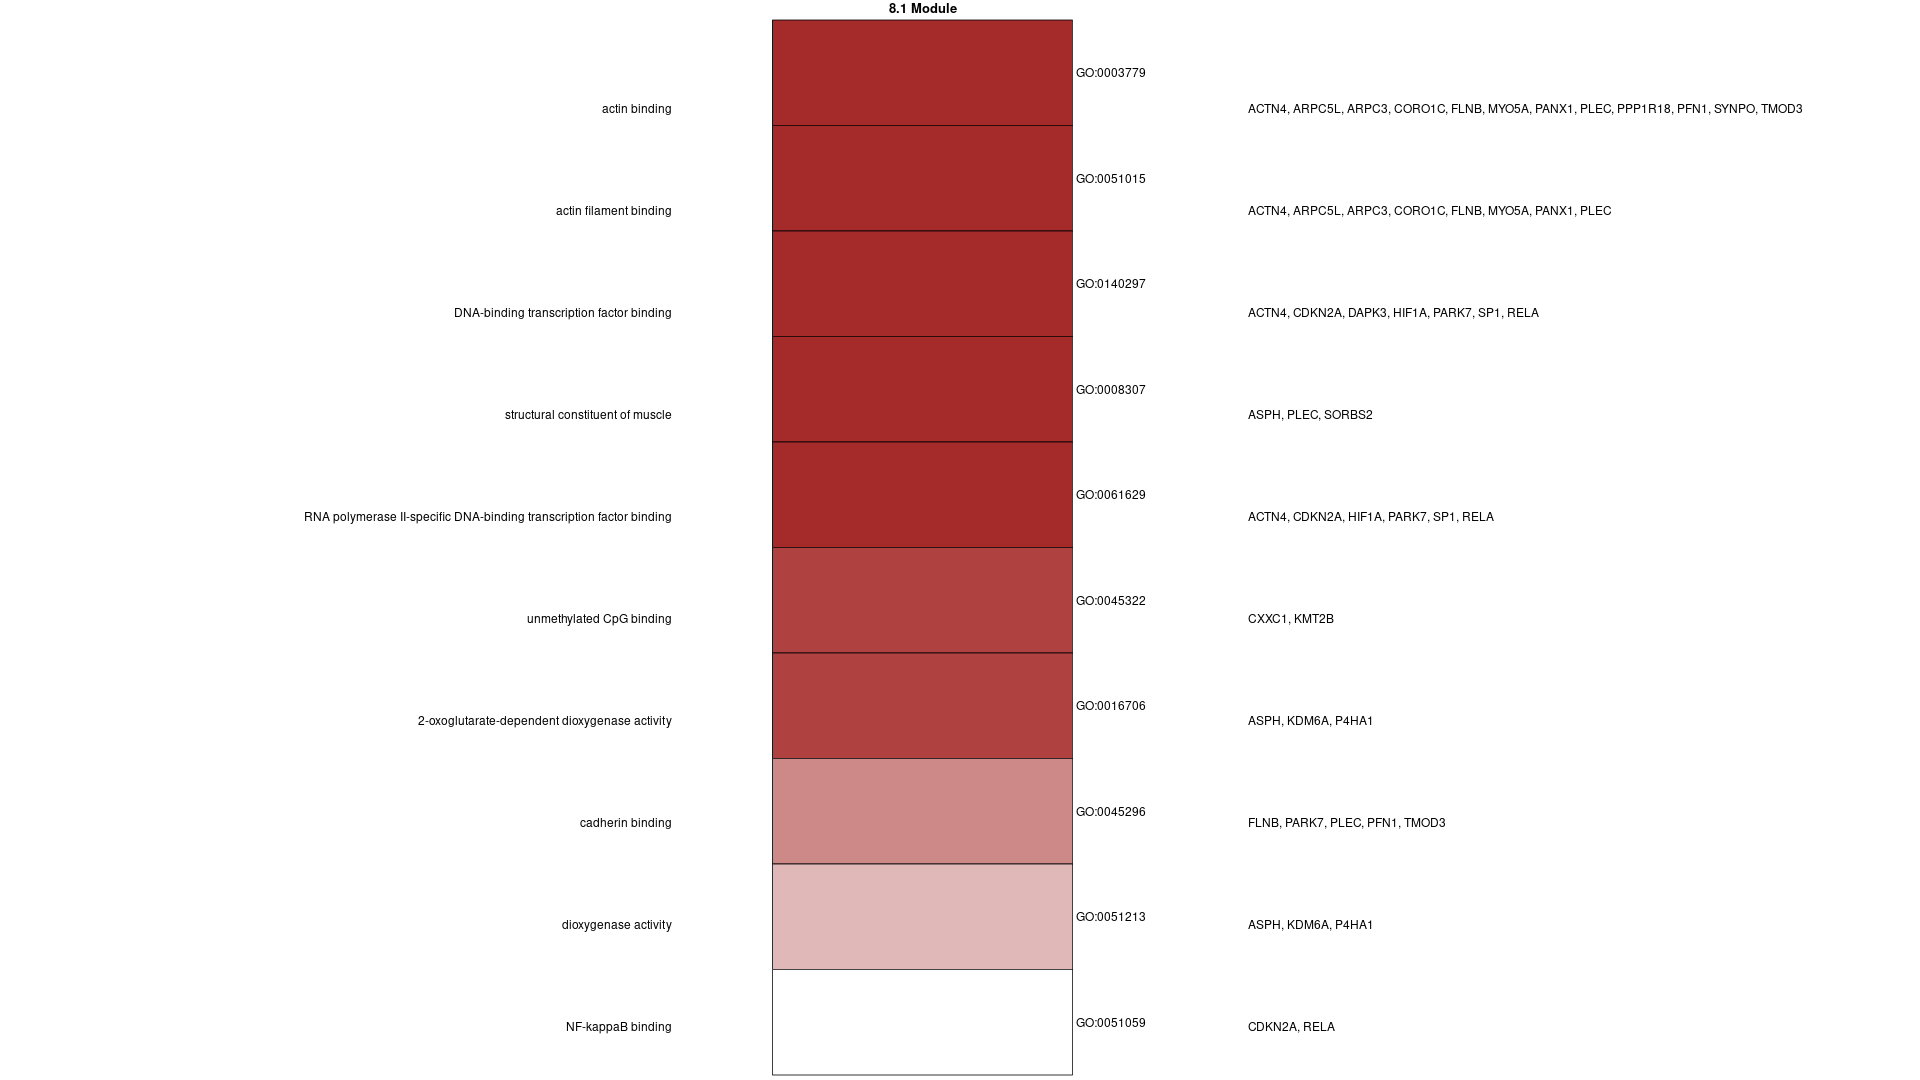 8.1 Module
GO:0003779
actin binding ACTN4, ARPC5L, ARPC3, CORO1C, FLNB, MYO5A, PANX1, PLEC, PPP1R18, PFN1, SYNPO, TMOD3
GO:0051015
actin filament binding ACTN4, ARPC5L, ARPC3, CORO1C, FLNB, MYO5A, PANX1, PLEC
GO:0140297
DNA-binding transcription factor binding ACTN4, CDKN2A, DAPK3, HIF1A, PARK7, SP1, RELA
GO:0008307
structural constituent of muscle ASPH, PLEC, SORBS2
GO:0061629
RNA polymerase II-specific DNA-binding transcription factor binding ACTN4, CDKN2A, HIF1A, PARK7, SP1, RELA
GO:0045322
unmethylated CpG binding CXXC1, KMT2B
GO:0016706
2-oxoglutarate-dependent dioxygenase activity ASPH, KDM6A, P4HA1
GO:0045296
cadherin binding FLNB, PARK7, PLEC, PFN1, TMOD3
GO:0051213
dioxygenase activity ASPH, KDM6A, P4HA1
GO:0051059
NF-kappaB binding CDKN2A, RELA